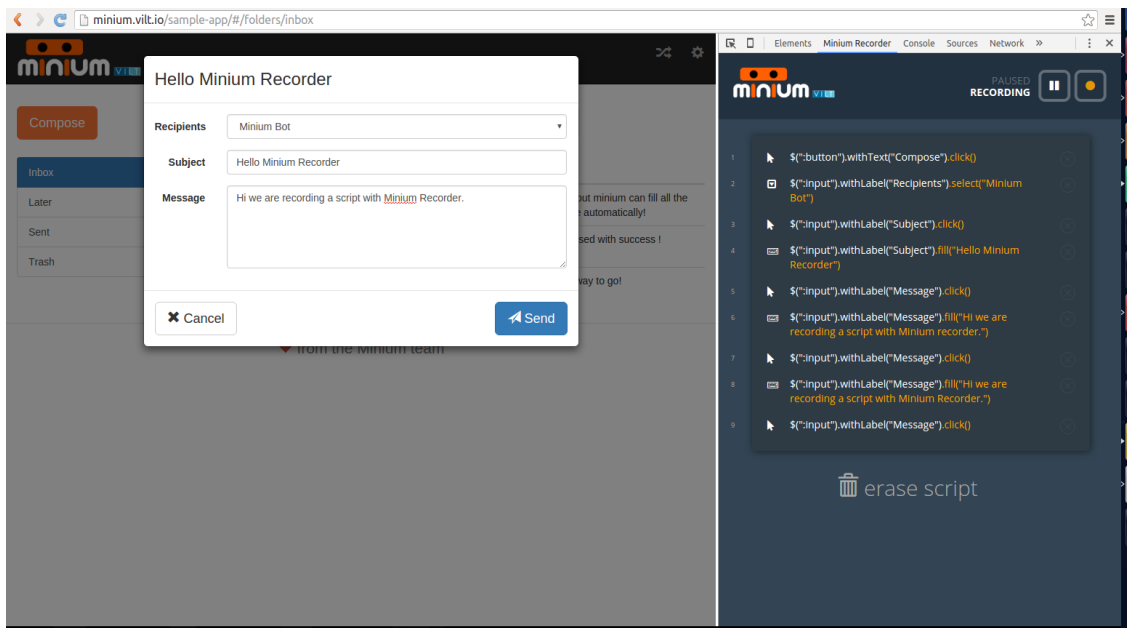 minium.vilt.io/sample-app/#/folders/inbox
minium VILT
Compose
Inbox
Later
Sent
Trash
Hello Minium Recorder
Recipients Minium Bot
Subject Hello Minium Recorder
Message Hi we are recording a script with Minium Recorder.
Cancel Send
but minium can fill all the
automatically!
sed with success !
way to go!
from the Minium team
Elements Minium Recorder Console Sources Network »
minium VILT
PAUSED
RECORDING
1 $(":button").withText("Compose").click()
2 $(":input").withLabel("Recipients").select("Minium
Bot")
3 $(":input").withLabel("Subject").click()
4 $(":input").withLabel("Subject").fill("Hello Minium
Recorder")
5 $(":input").withLabel("Message").click()
6 $(":input").withLabel("Message").fill("Hi we are
recording a script with Minium recorder.")
7 $(":input").withLabel("Message").click()
8 $(":input").withLabel("Message").fill("Hi we are
recording a script with Minium Recorder.")
9 $(":input").withLabel("Message").click()
erase script